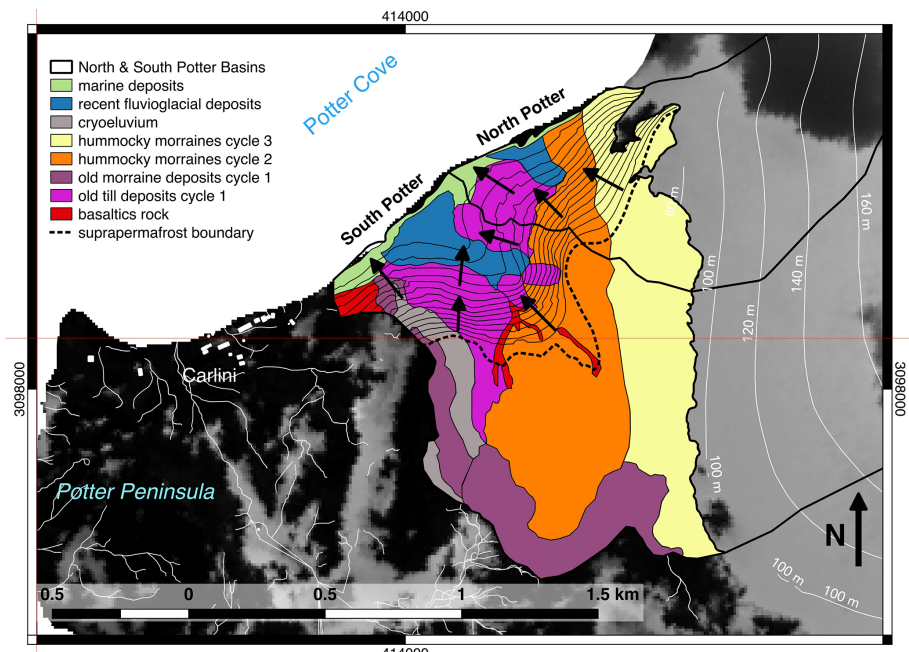 414000
North & South Potter Basins
marine deposits
recent fluvioglacial deposits
cryoeluvium
hummocky morraines cycle 3
hummocky morraines cycle 2
old morraine deposits cycle 1
old till deposits cycle 1
basaltics rock
suprapermafrost boundary
Potter Cove
North Potter
South Potter
80 m
160 m
100 m
140 m
120 m
Carlini
3098000
3098000
100 m
Potter Peninsula
N
100 m
100 m
0.5 0 0.5 1 1.5 km
414000